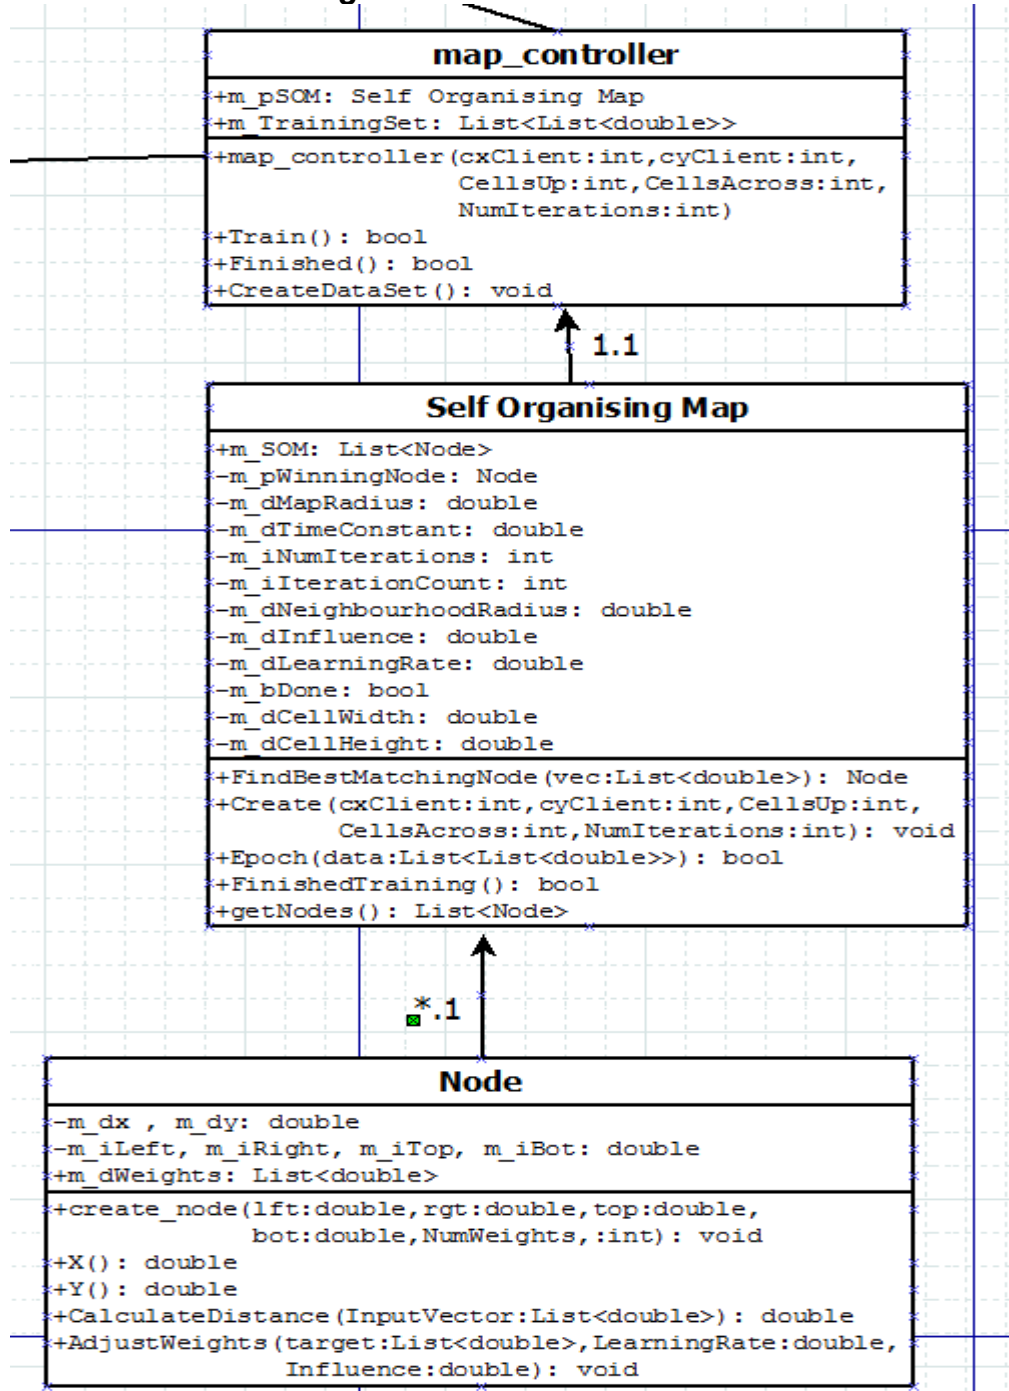 map_controller
+m_pSOM: Self Organising Map
+m_TrainingSet: List<List<double>>
+map_controller(cxClient:int,cyClient:int,
CellsUp:int,CellsAcross:int,
NumIterations:int)
+Train(): bool
+Finished(): bool
+CreateDataSet(): void
1.1
Self Organising Map
+m_SOM: List<Node>
-m_pWinningNode: Node
-m_dMapRadius: double
-m_dTimeConstant: double
-m_iNumIterations: int
-m_iIterationCount: int
-m_dNeighbourhoodRadius: double
-m_dInfluence: double
-m_dLearningRate: double
-m_bDone: bool
-m_dCellWidth: double
-m_dCellHeight: double
+FindBestMatchingNode(vec:List<double>): Node
+Create(cxClient:int,cyClient:int,CellsUp:int,
CellsAcross:int,NumIterations:int): void
+Epoch(data:List<List<double>>): bool
+FinishedTraining(): bool
+getNodes(): List<Node>
*.1
Node
-m_dx , m_dy: double
-m_iLeft, m_iRight, m_iTop, m_iBot: double
+m_dWeights: List<double>
+create_node(lft:double,rgt:double,top:double,
bot:double,NumWeights,:int): void
+X(): double
+Y(): double
+CalculateDistance(InputVector:List<double>): double
+AdjustWeights(target:List<double>,LearningRate:double,
Influence:double): void